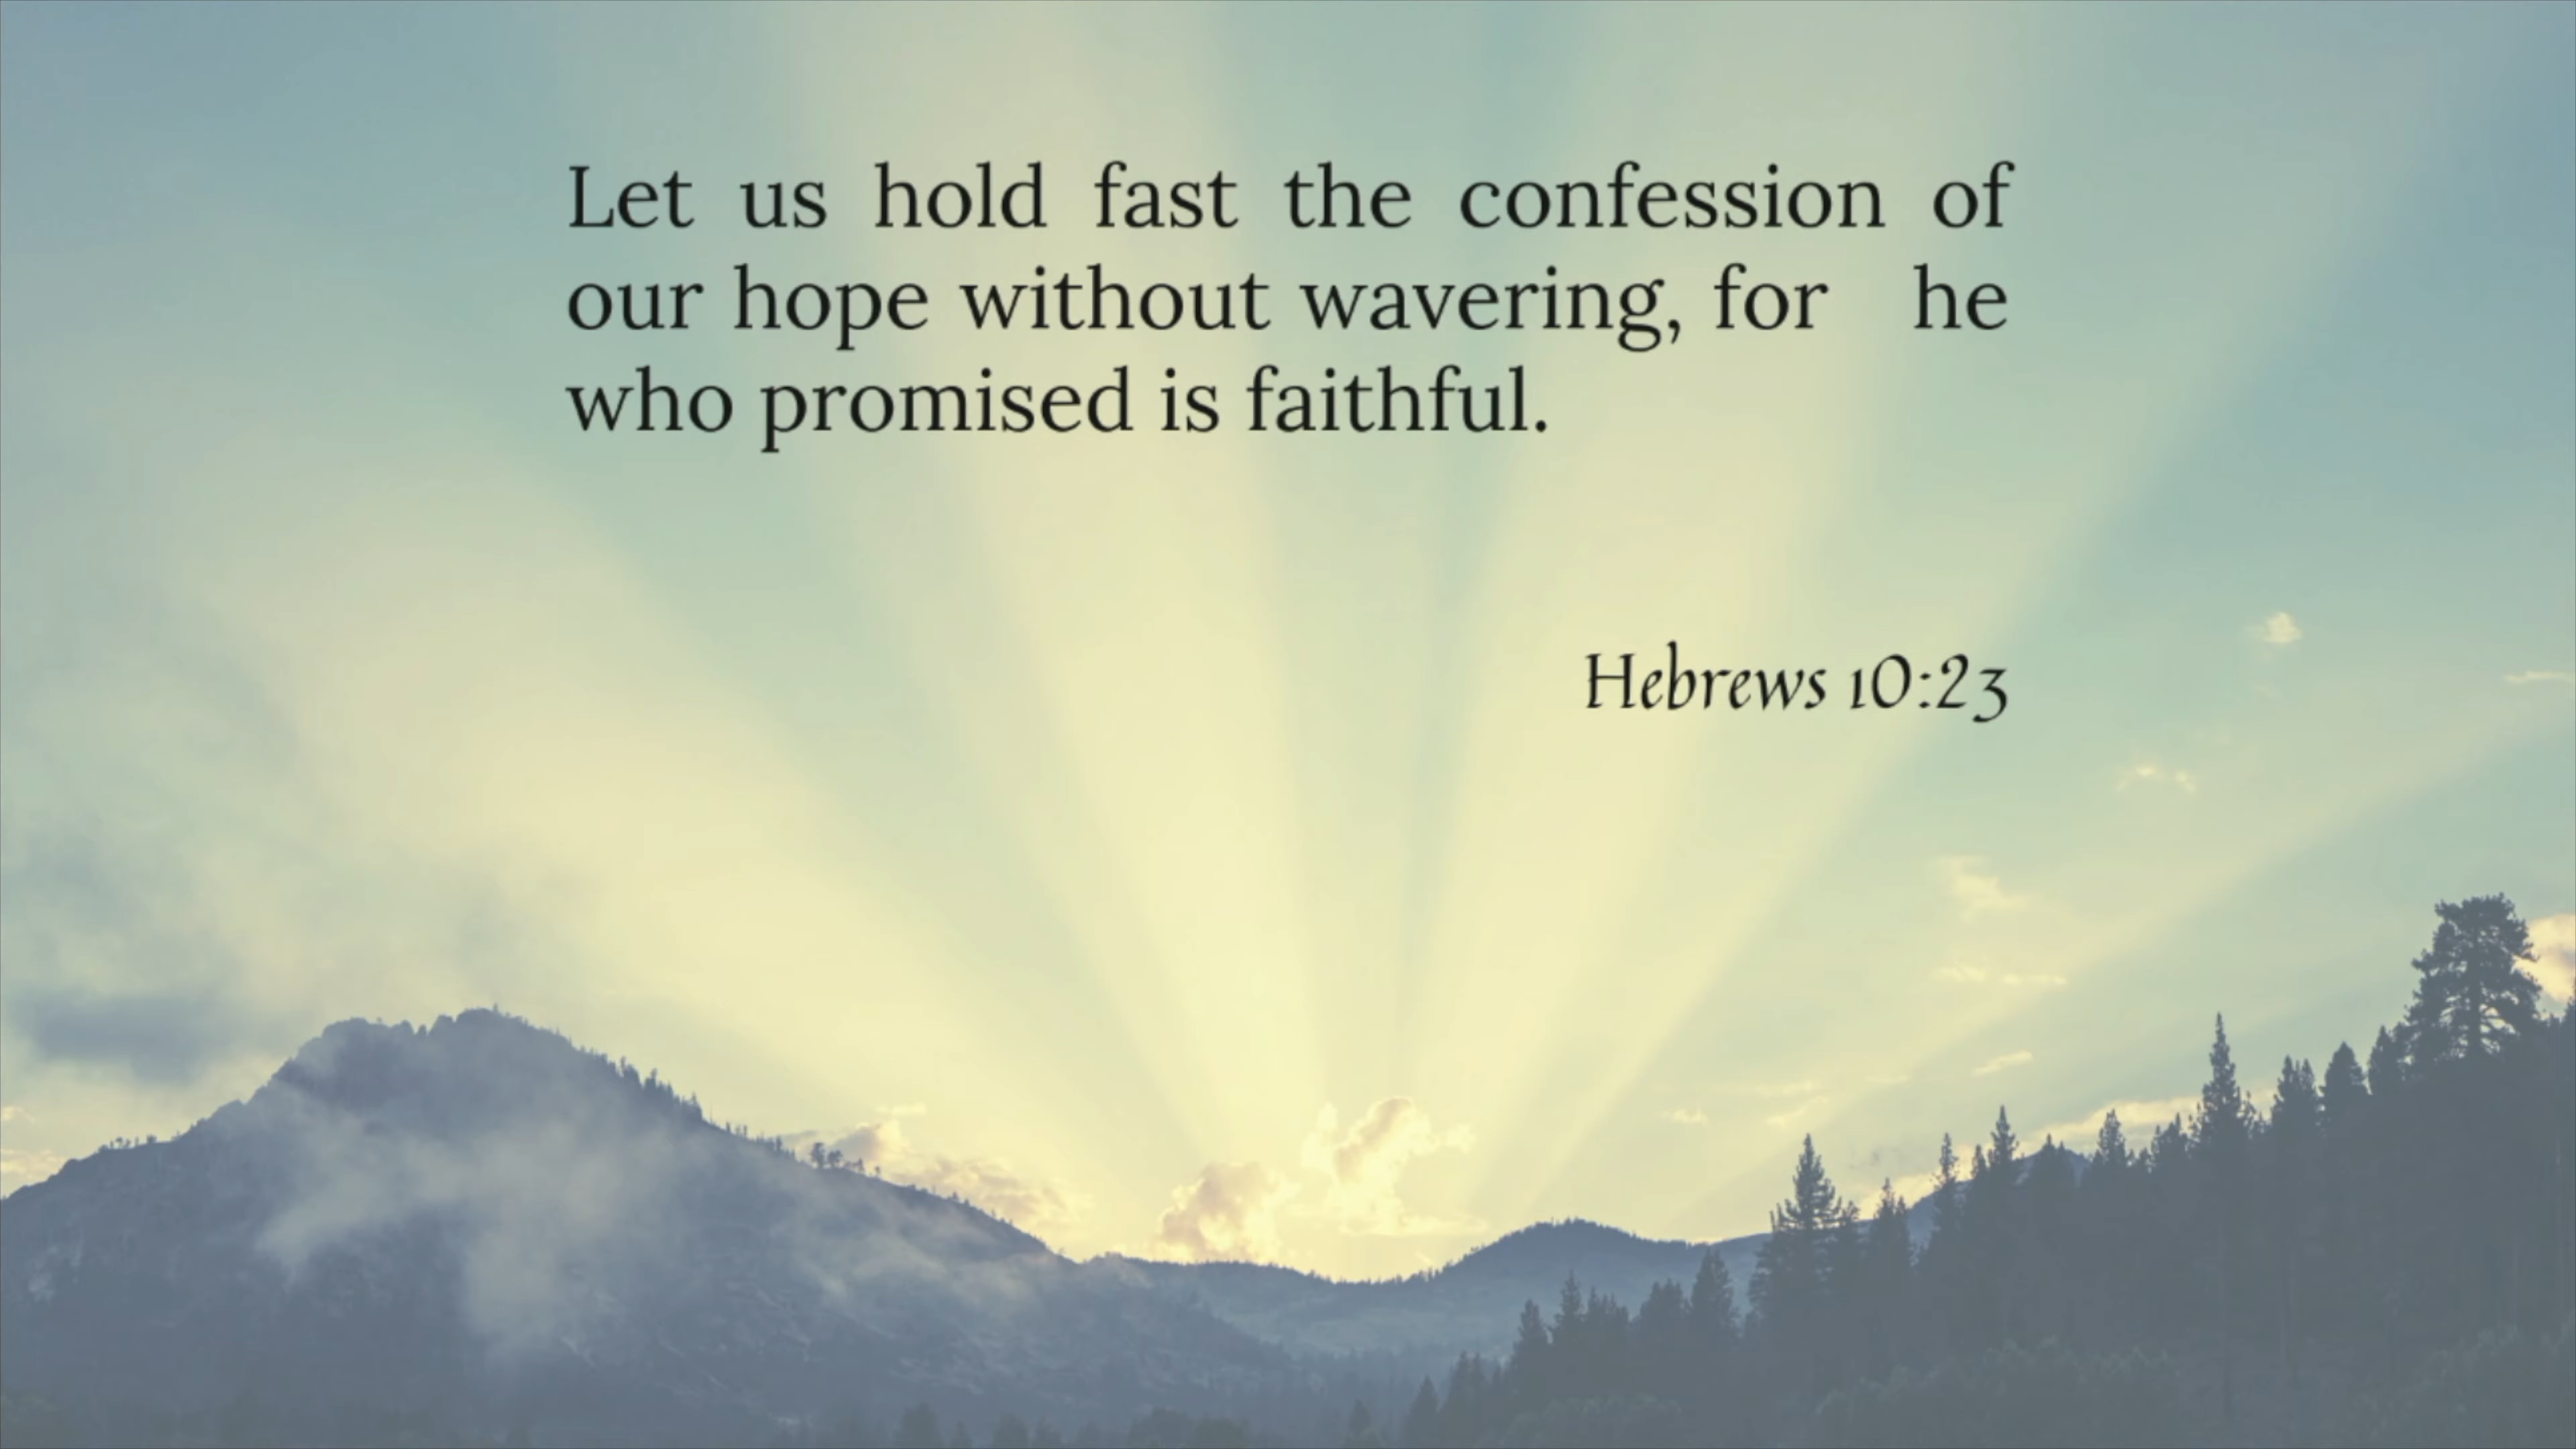 Let us hold fast the confession of
our hope without wavering, for he
who promised is faithful.
Hebrews 10:23